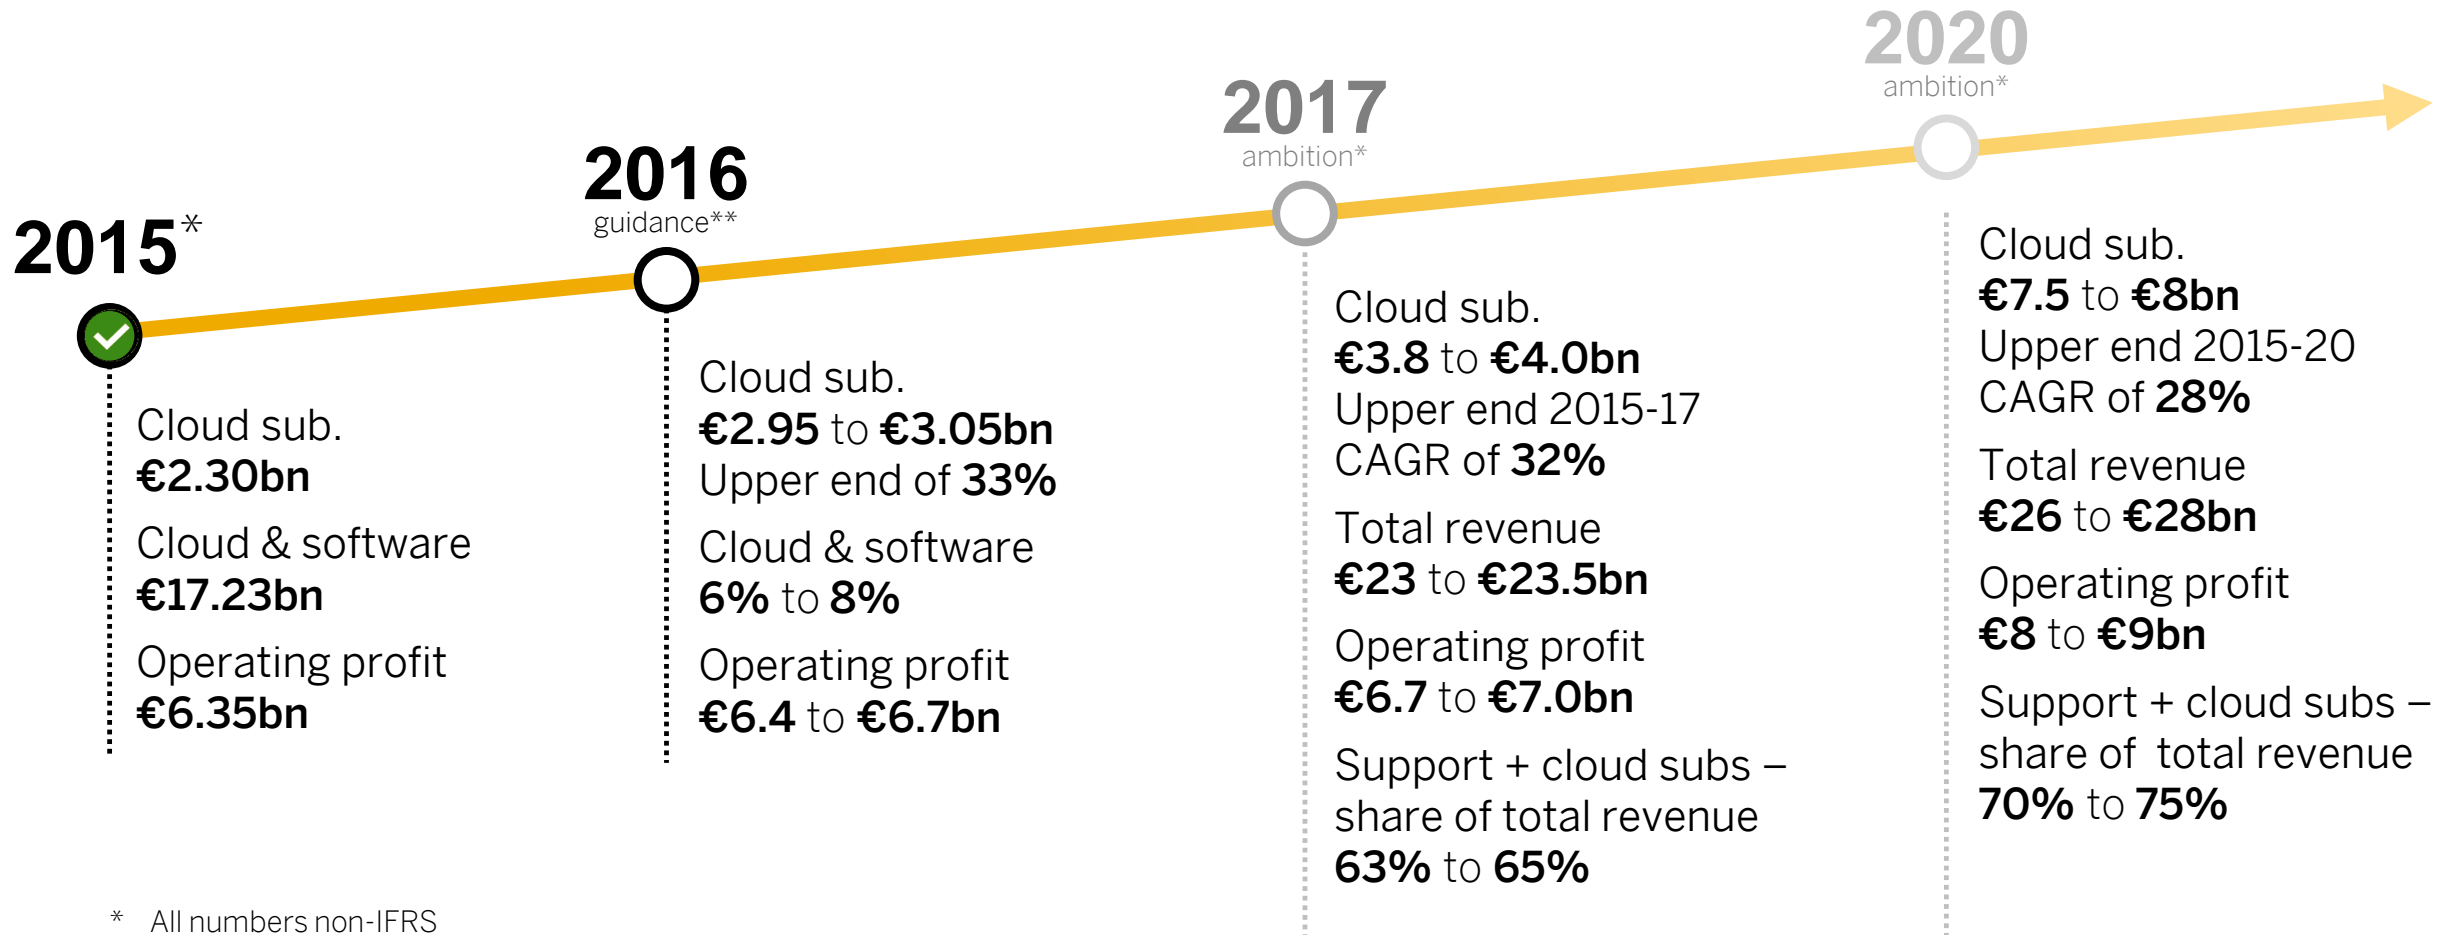 2015*
Cloud sub.
€2.30bn
Cloud & software
€17.23bn
Operating profit
€6.35bn
2016
guidance**
Cloud sub.
€2.95 to €3.05bn
Upper end of 33%
Cloud & software
6% to 8%
Operating profit
€6.4 to €6.7bn
2017
ambition*
Cloud sub.
€3.8 to €4.0bn
Upper end 2015-17
CAGR of 32%
Total revenue
€23 to €23.5bn
Operating profit
€6.7 to €7.0bn
Support + cloud subs –
share of total revenue
63% to 65%
2020
ambition*
Cloud sub.
€7.5 to €8bn
Upper end 2015-20
CAGR of 28%
Total revenue
€26 to €28bn
Operating profit
€8 to €9bn
Support + cloud subs –
share of  total revenue
70% to 75%
* All numbers non-IFRS